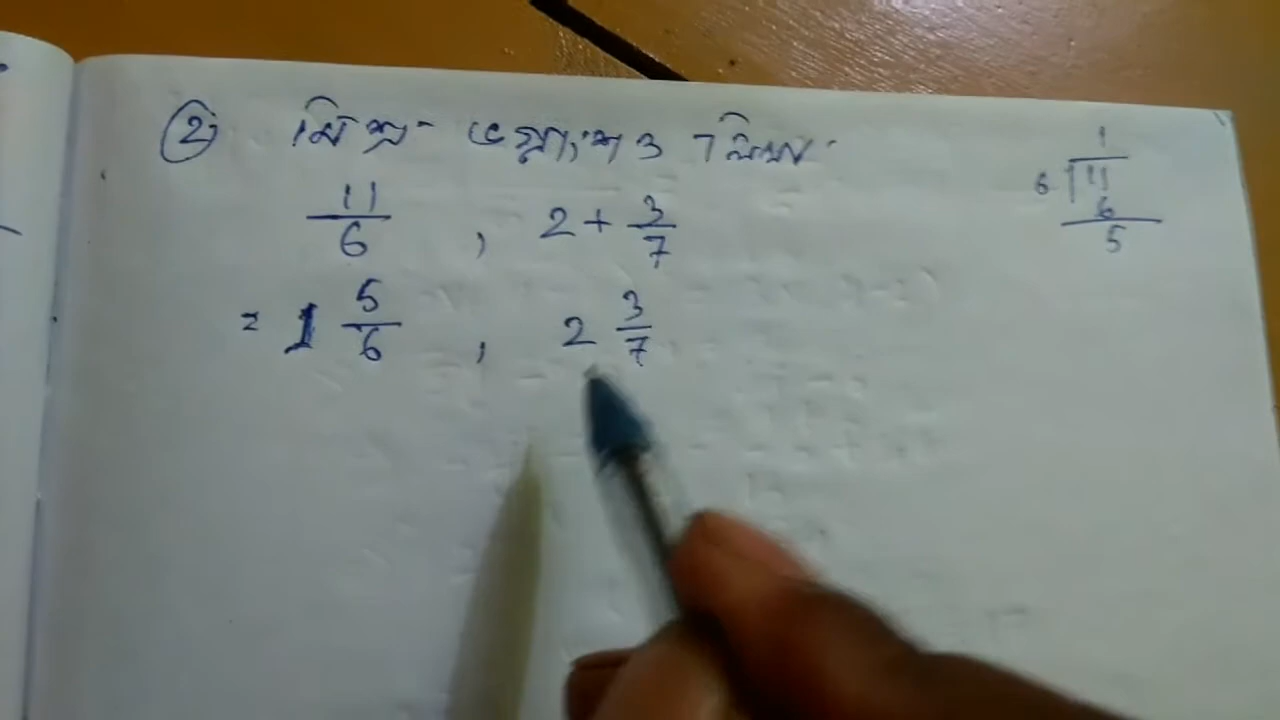 ② মিশ্র ভগ্নাংশ
11/6 , 2 + 3/7
= 1 5/6 , 2 3/7
1
6 11
6
5